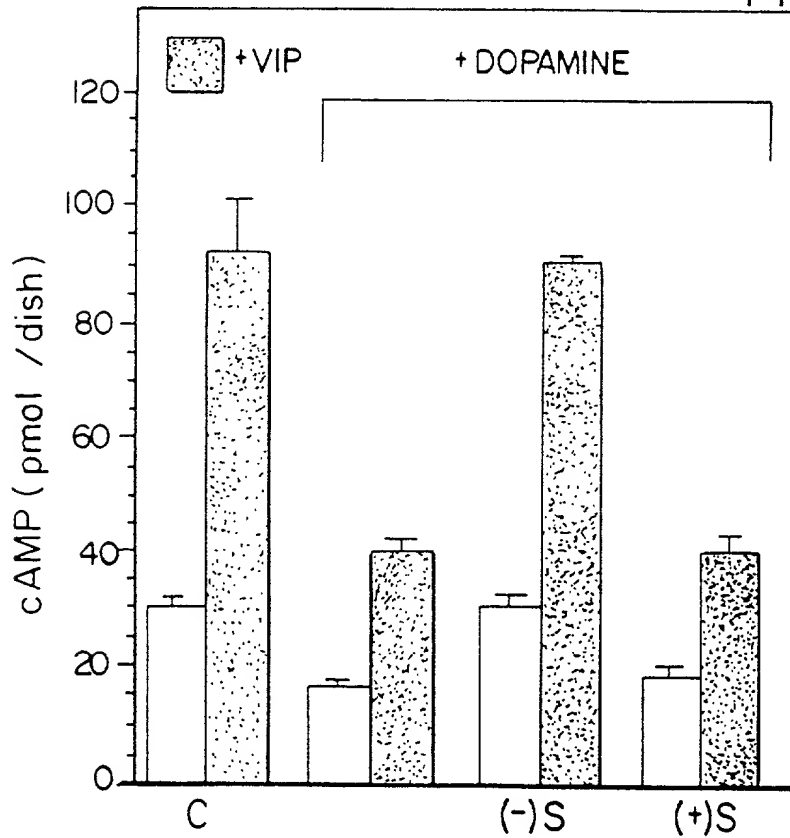 +VIP
+ DOPAMINE
120
100
80
60
40
20
0
cAMP ( pmol /dish)
C
(-)S
(+)S